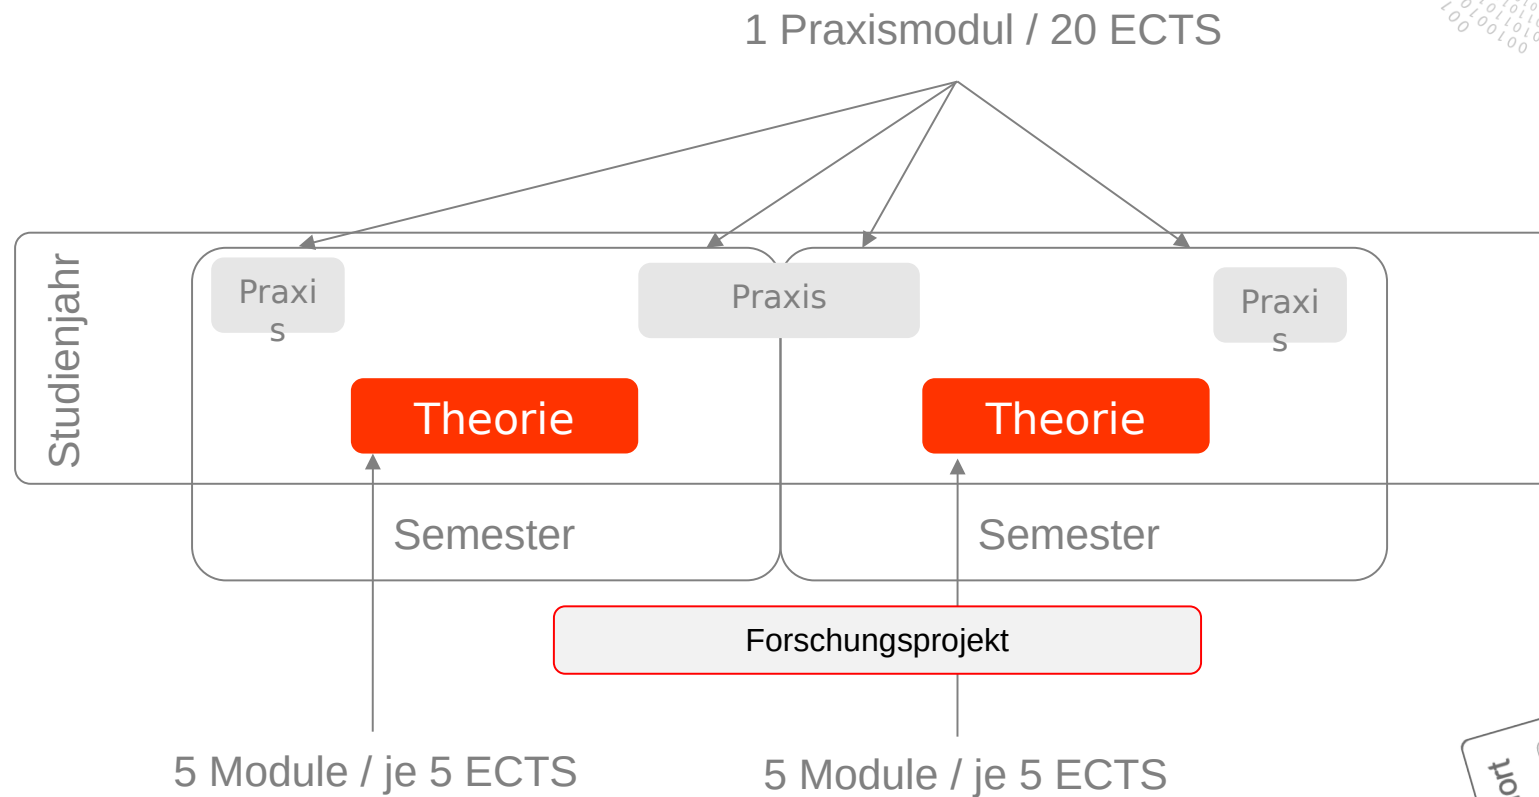 1 Praxismodul / 20 ECTS
Studienjahr
Praxi
s
Praxis
Praxi
s
Theorie
Theorie
Semester
Semester
Forschungsprojekt
5 Module / je 5 ECTS
5 Module / je 5 ECTS